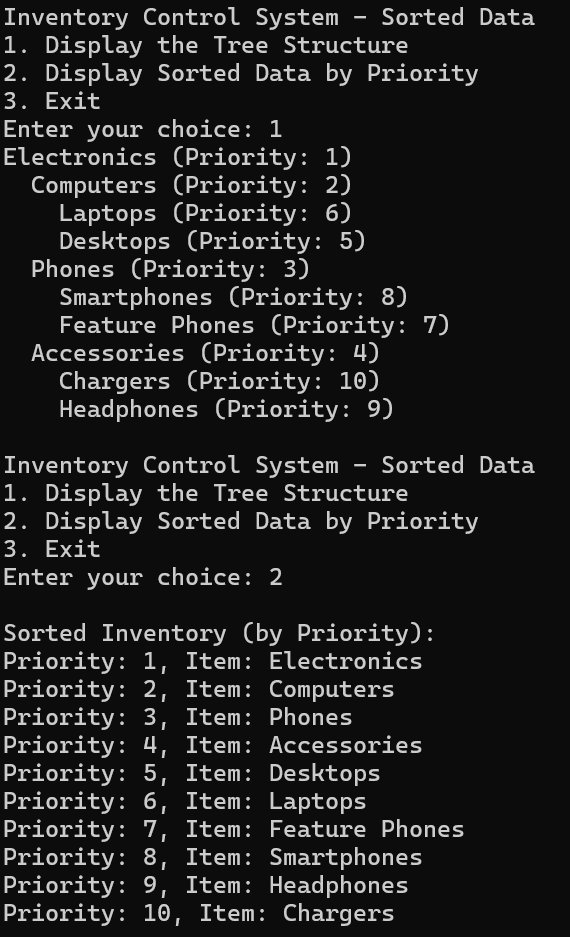 Inventory Control System - Sorted Data
1. Display the Tree Structure
2. Display Sorted Data by Priority
3. Exit
Enter your choice: 1
Electronics (Priority: 1)
  Computers (Priority: 2)
    Laptops (Priority: 6)
    Desktops (Priority: 5)
  Phones (Priority: 3)
    Smartphones (Priority: 8)
    Feature Phones (Priority: 7)
  Accessories (Priority: 4)
    Chargers (Priority: 10)
    Headphones (Priority: 9)

Inventory Control System - Sorted Data
1. Display the Tree Structure
2. Display Sorted Data by Priority
3. Exit
Enter your choice: 2

Sorted Inventory (by Priority):
Priority: 1, Item: Electronics
Priority: 2, Item: Computers
Priority: 3, Item: Phones
Priority: 4, Item: Accessories
Priority: 5, Item: Desktops
Priority: 6, Item: Laptops
Priority: 7, Item: Feature Phones
Priority: 8, Item: Smartphones
Priority: 9, Item: Headphones
Priority: 10, Item: Chargers